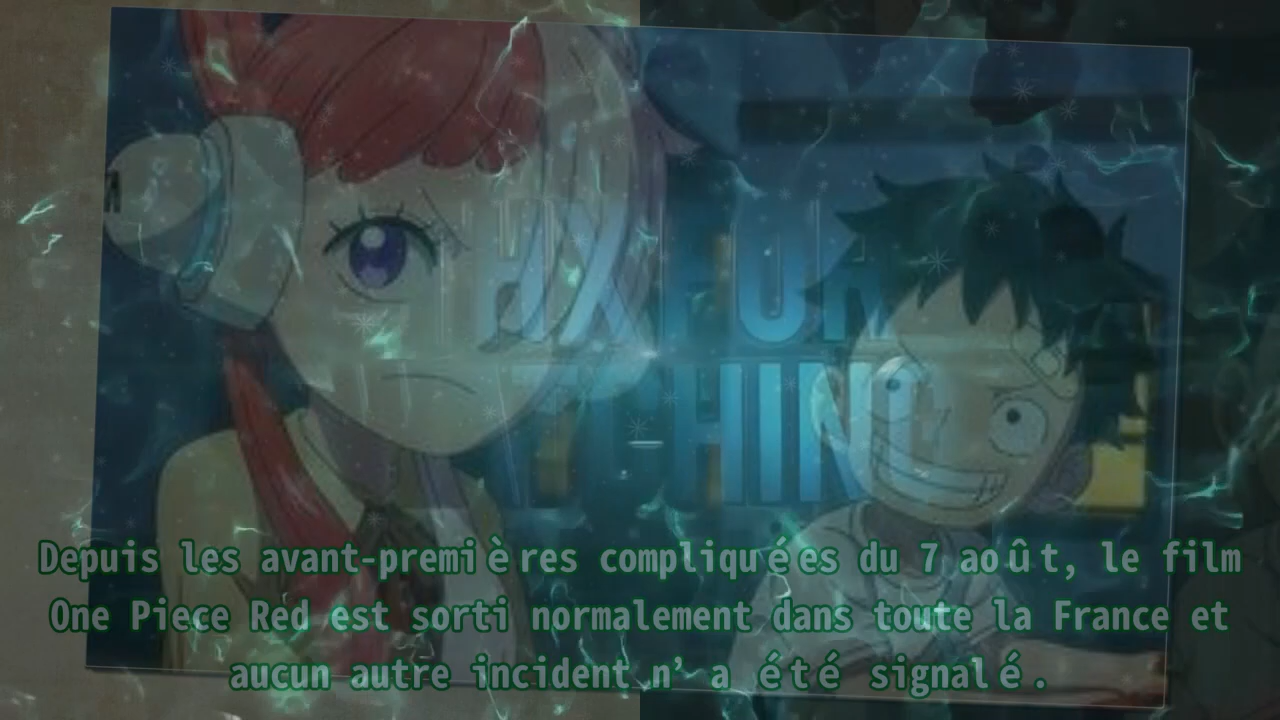 Depuis les avant-premières compliquées du 7 août, le film
One Piece Red est sorti normalement dans toute la France et
aucun autre incident n’a été signalé.